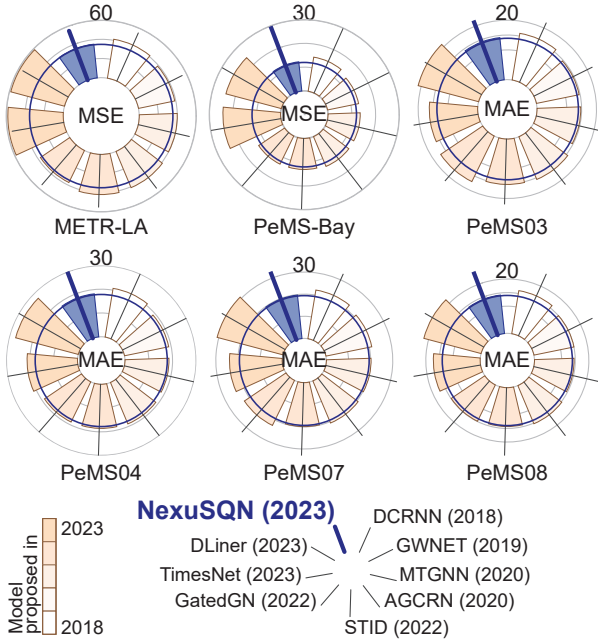 60
30
20
MSE
MSE
MAE
METR-LA
PeMS-Bay
PeMS03
30
30
20
MAE
MAE
MAE
PeMS04
PeMS07
PeMS08
NexuSQN (2023)
DCRNN (2018)
DLiner (2023)
GWNET (2019)
TimesNet (2023)
MTGNN (2020)
GatedGN (2022)
AGCRN (2020)
STID (2022)
Model
proposed in
2023
2018